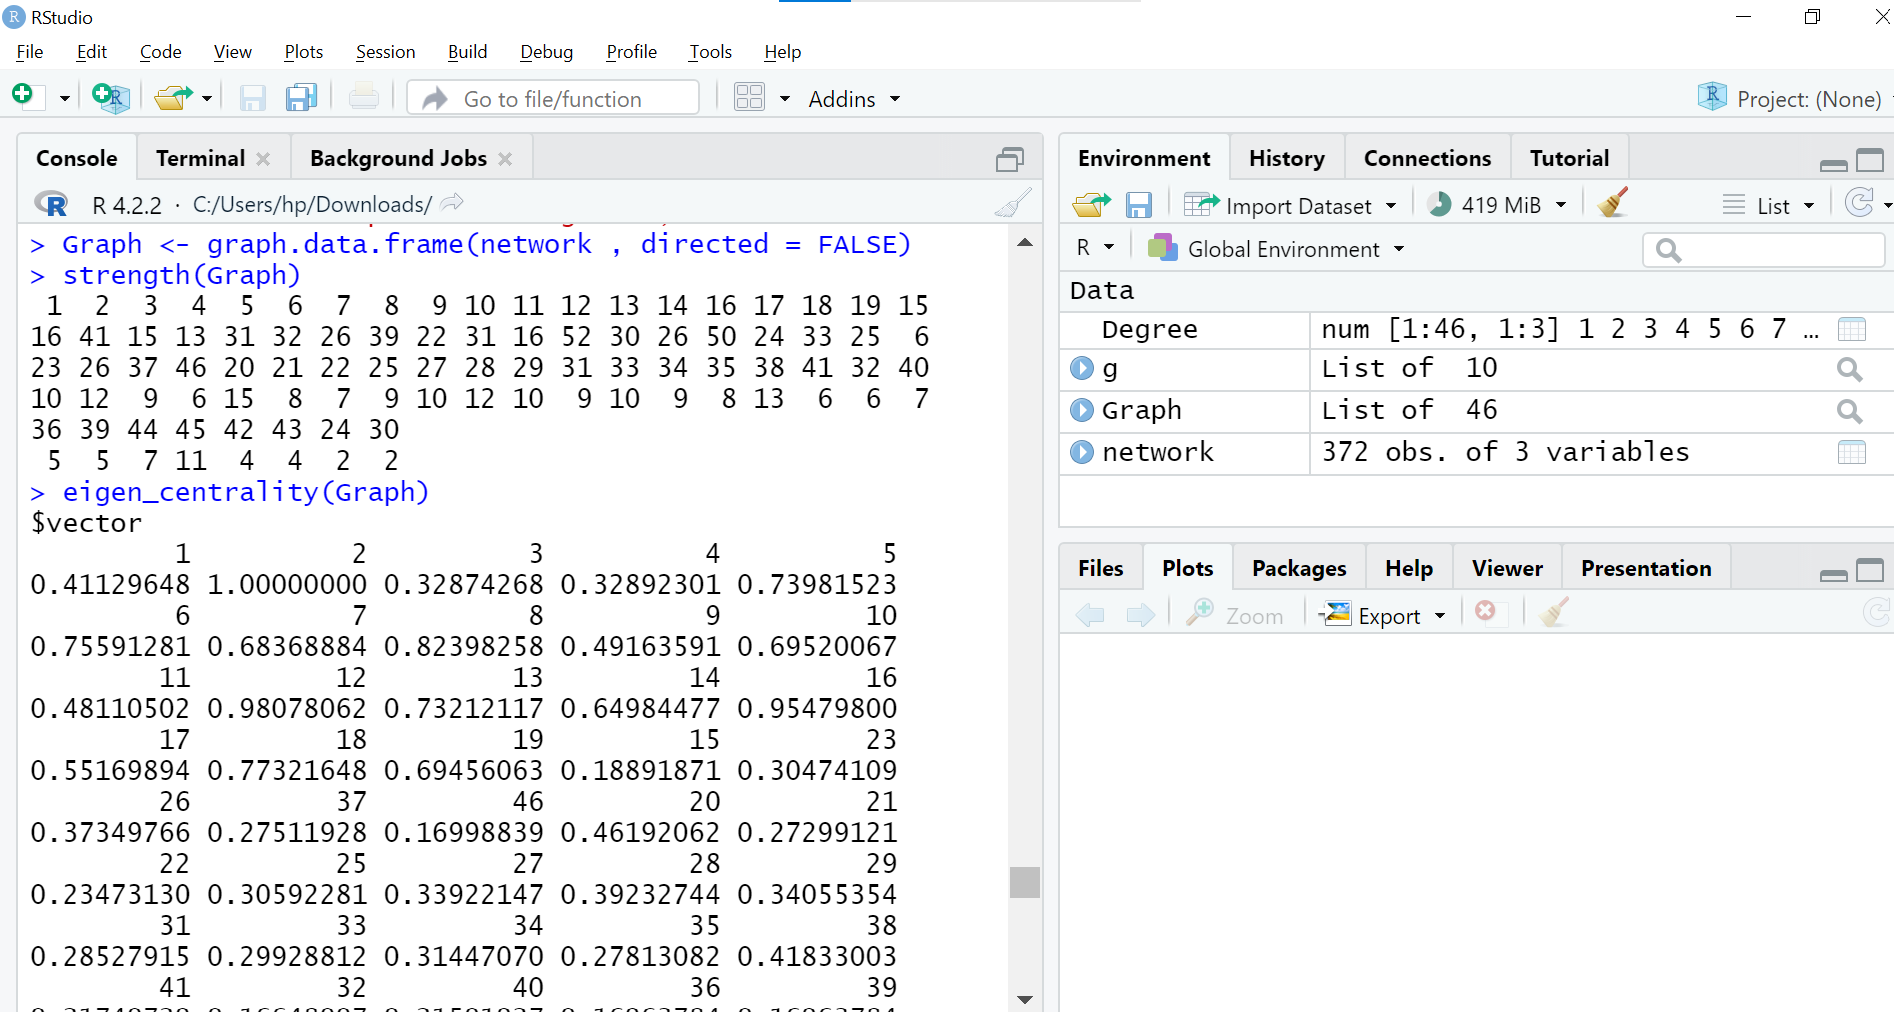 RStudio
File Edit Code View Plots Session Build Debug Profile Tools Help
Go to file/function Addins Project: (None)
Console Terminal Background Jobs
R 4.2.2 · C:/Users/hp/Downloads/
> Graph <- graph.data.frame(network , directed = FALSE)
> strength(Graph)
1 2 3 4 5 6 7 8 9 10 11 12 13 14 16 17 18 19 15
16 41 15 13 31 32 26 39 22 31 16 52 30 26 50 24 33 25 6
23 26 37 46 20 21 22 25 27 28 29 31 33 34 35 38 41 32 40
10 12 9 6 15 8 7 9 10 12 10 9 10 9 8 13 6 6 7
36 39 44 45 42 43 24 30
5 5 7 11 4 4 2 2
> eigen_centrality(Graph)
$vector
1 2 3 4 5
0.41129648 1.00000000 0.32874268 0.32892301 0.73981523
6 7 8 9 10
0.75591281 0.68368884 0.82398258 0.49163591 0.69520067
11 12 13 14 16
0.48110502 0.98078062 0.73212117 0.64984477 0.95479800
17 18 19 15 23
0.55169894 0.77321648 0.69456063 0.18891871 0.30474109
26 37 46 20 21
0.37349766 0.27511928 0.16998839 0.46192062 0.27299121
22 25 27 28 29
0.23473130 0.30592281 0.33922147 0.39232744 0.34055354
31 33 34 35 38
0.28527915 0.29928812 0.31447070 0.27813082 0.41833003
41 32 40 36 39
Environment History Connections Tutorial
Import Dataset 419 MiB List
R Global Environment
Data
Degree num [1:46, 1:3] 1 2 3 4 5 6 7 …
g List of 10
Graph List of 46
network 372 obs. of 3 variables
Files Plots Packages Help Viewer Presentation
Zoom Export